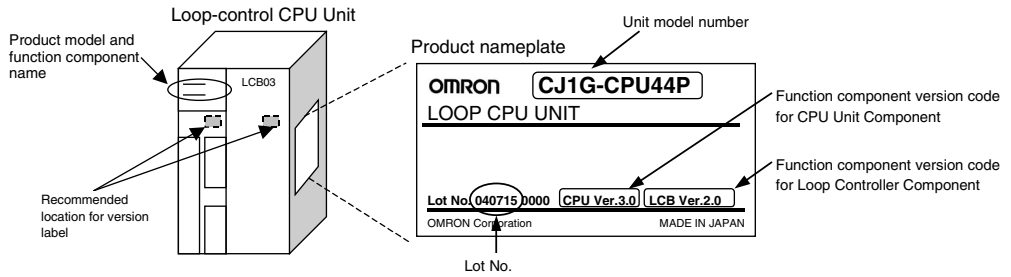 Loop-control CPU Unit
Product model and
function component
name
LCB03
Recommended
location for version
label
Unit model number
Product nameplate
OMRON CJ1G-CPU44P
LOOP CPU UNIT
Lot No. 040715 0000 CPU Ver.3.0 LCB Ver.2.0
OMRON Corporation MADE IN JAPAN
Lot No.
Function component version code
for CPU Unit Component
Function component version code
for Loop Controller Component